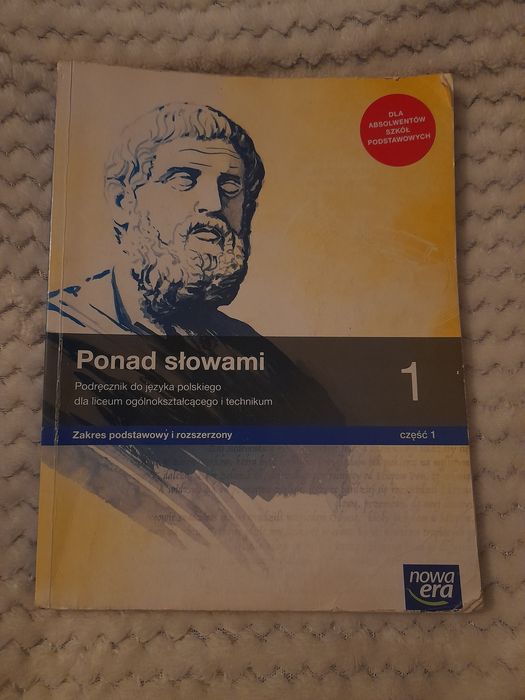 DLA
ABSOLWENTÓW
SZKÓŁ
PODSTAWOWYCH
Ponad słowami
Podręcznik do języka polskiego
dla liceum ogólnokształcącego i technikum
1
Zakres podstawowy i rozszerzony
część 1
nowa
era